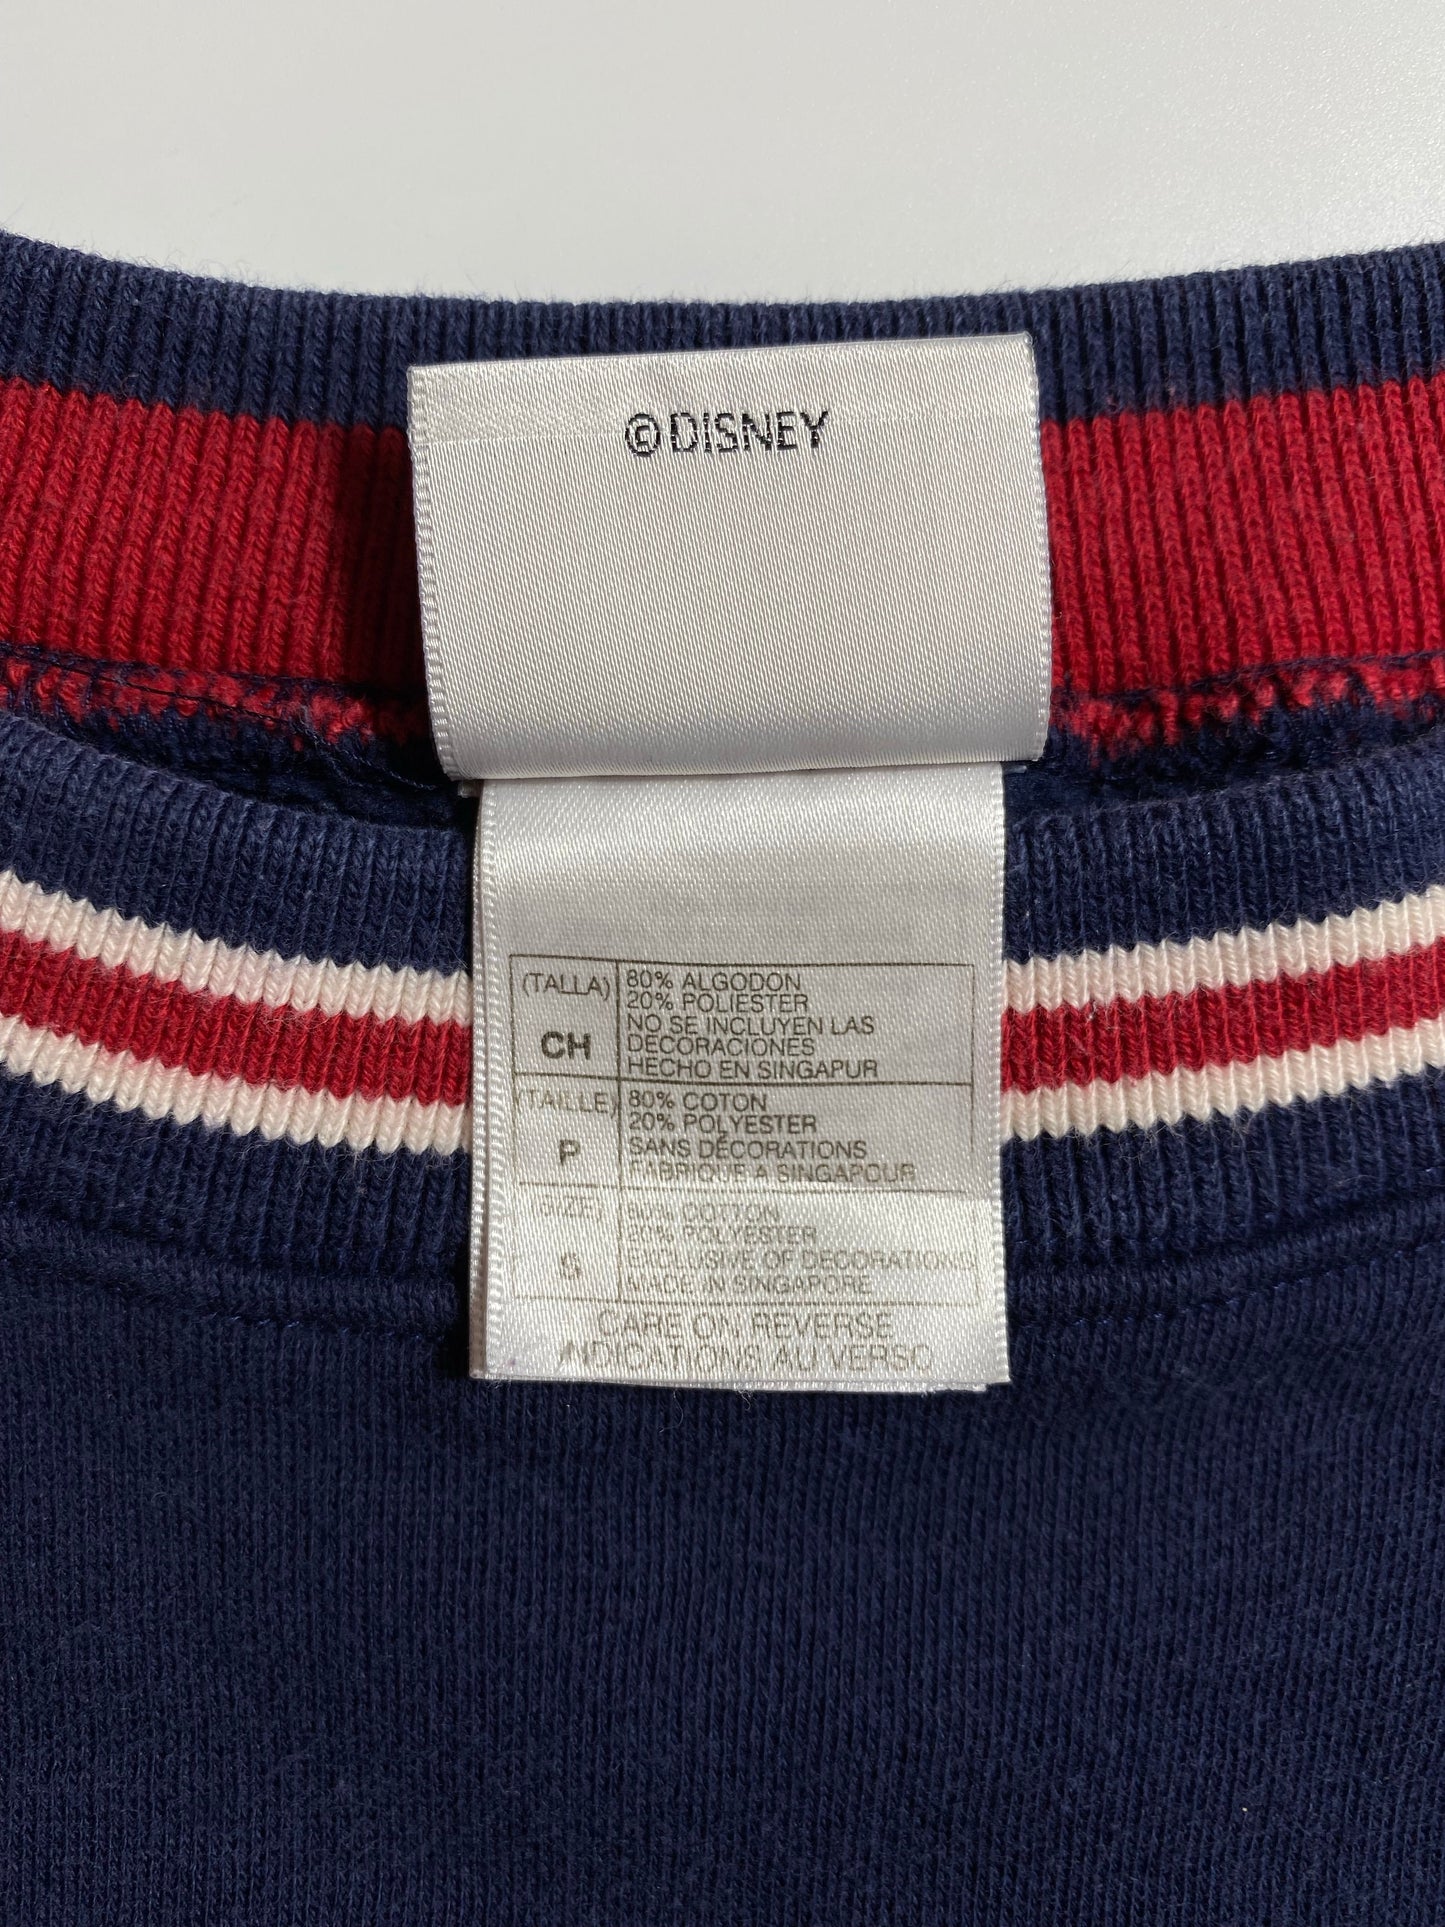 ©DISNEY
(TALLA)
CH
80% ALGODON
20% POLIESTER
NO SE INCLUYEN LAS
DECORACIONES
HECHO EN SINGAPUR
(TAILLE)
P
80% COTON
20% POLYESTER
SANS DÉCORATIONS
FABRIQUE A SINGAPOUR
(SIZE)
S
80% COTTON
20% POLYESTER
EXCLUSIVE OF DECORATIONS
MADE IN SINGAPORE
CARE ON REVERSE
INDICATIONS AU VERSO